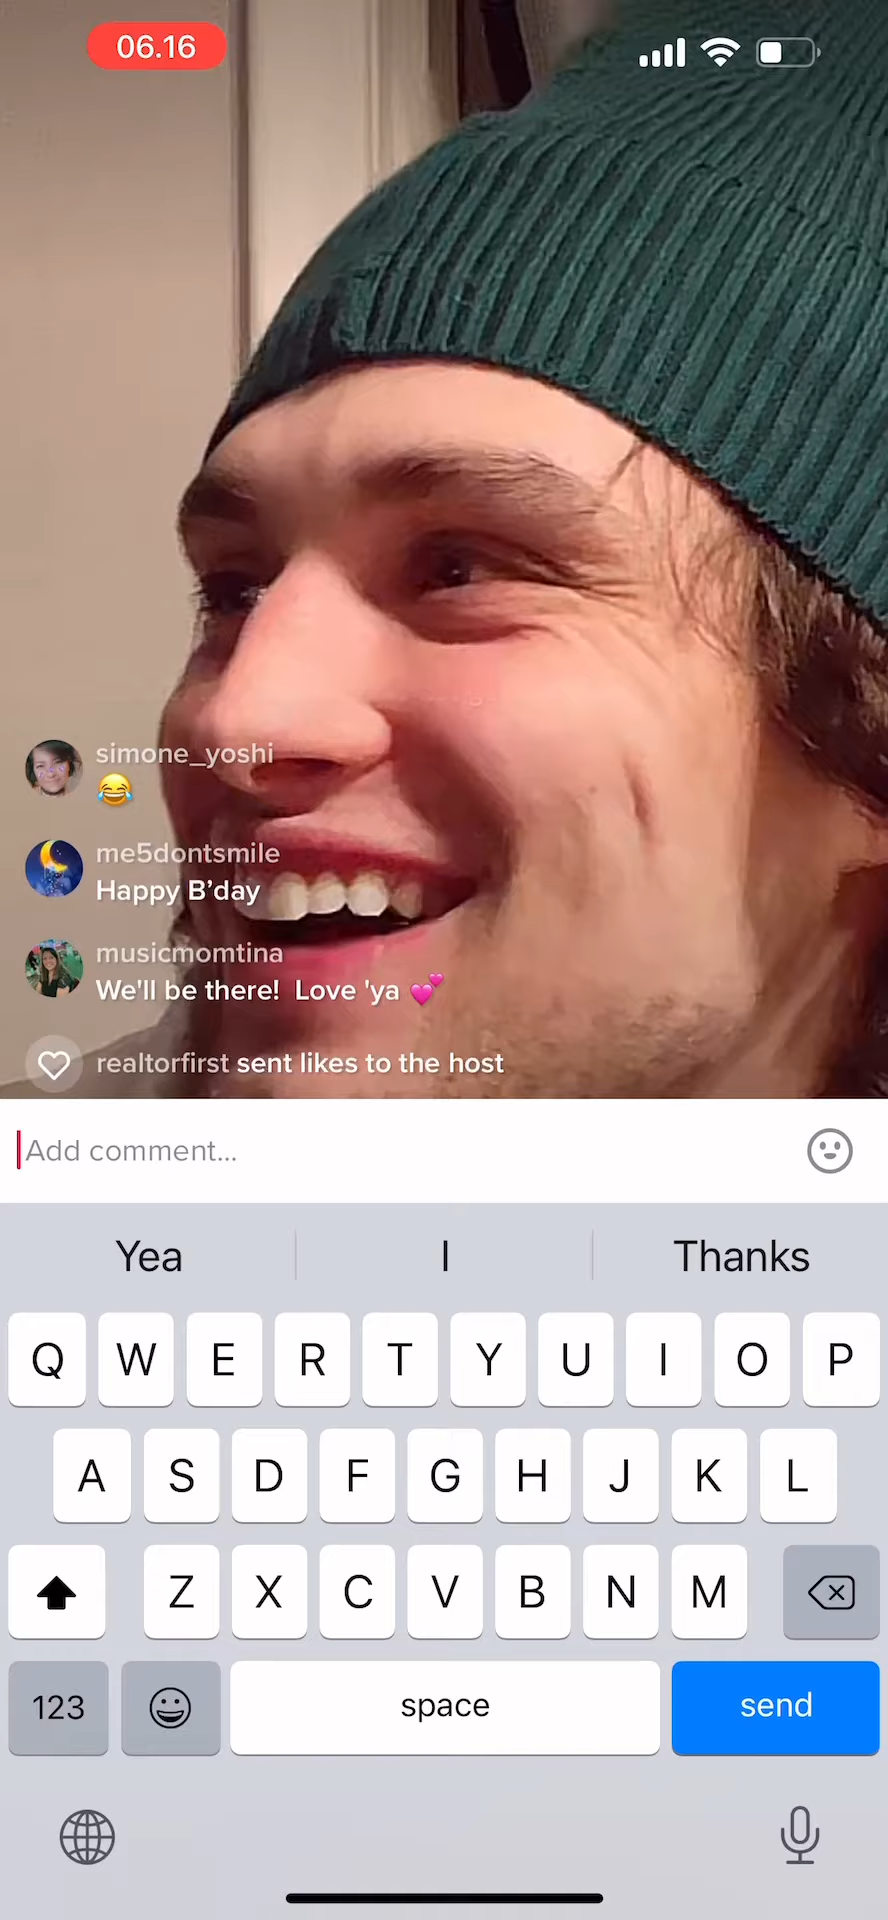 06.16
simone_yoshi
😂
me5dontsmile
Happy B’day
musicmomtina
We'll be there!  Love 'ya 💕
realtorfirst sent likes to the host
Add comment...
Yea I Thanks
Q W E R T Y U I O P
A S D F G H J K L
Z X C V B N M
123 space send